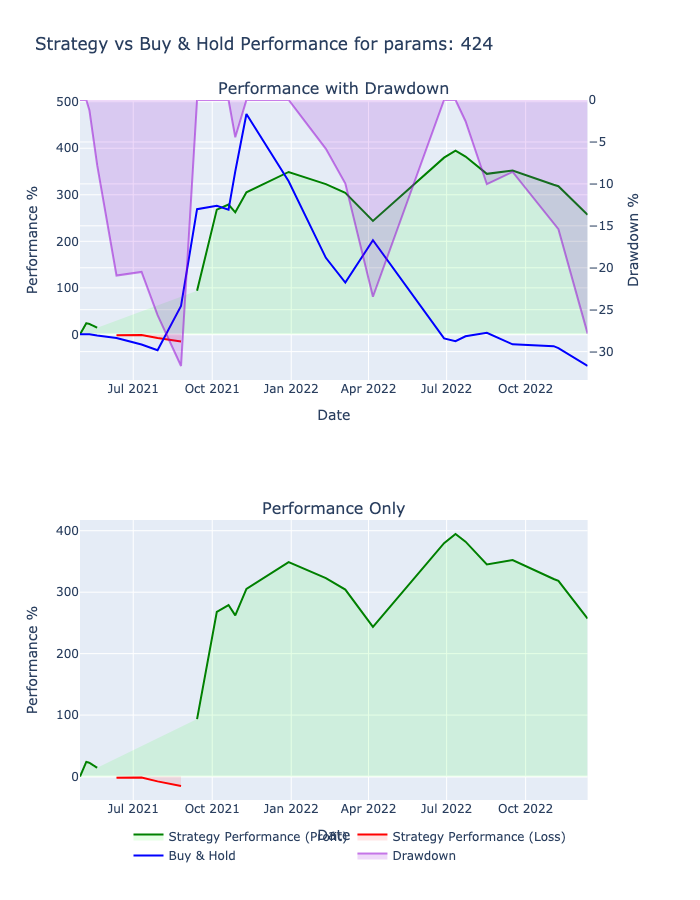 Strategy vs Buy & Hold Performance for params: 424
Performance with Drawdown
500
400
300
200
100
0
Performance %
0
−5
−10
−15
−20
−25
−30
Drawdown %
Jul 2021 Oct 2021 Jan 2022 Apr 2022 Jul 2022 Oct 2022
Date
Performance Only
400
300
200
100
0
Performance %
Jul 2021 Oct 2021 Jan 2022 Apr 2022 Jul 2022 Oct 2022
Date
Strategy Performance (Profit) Strategy Performance (Loss)
Buy & Hold Drawdown